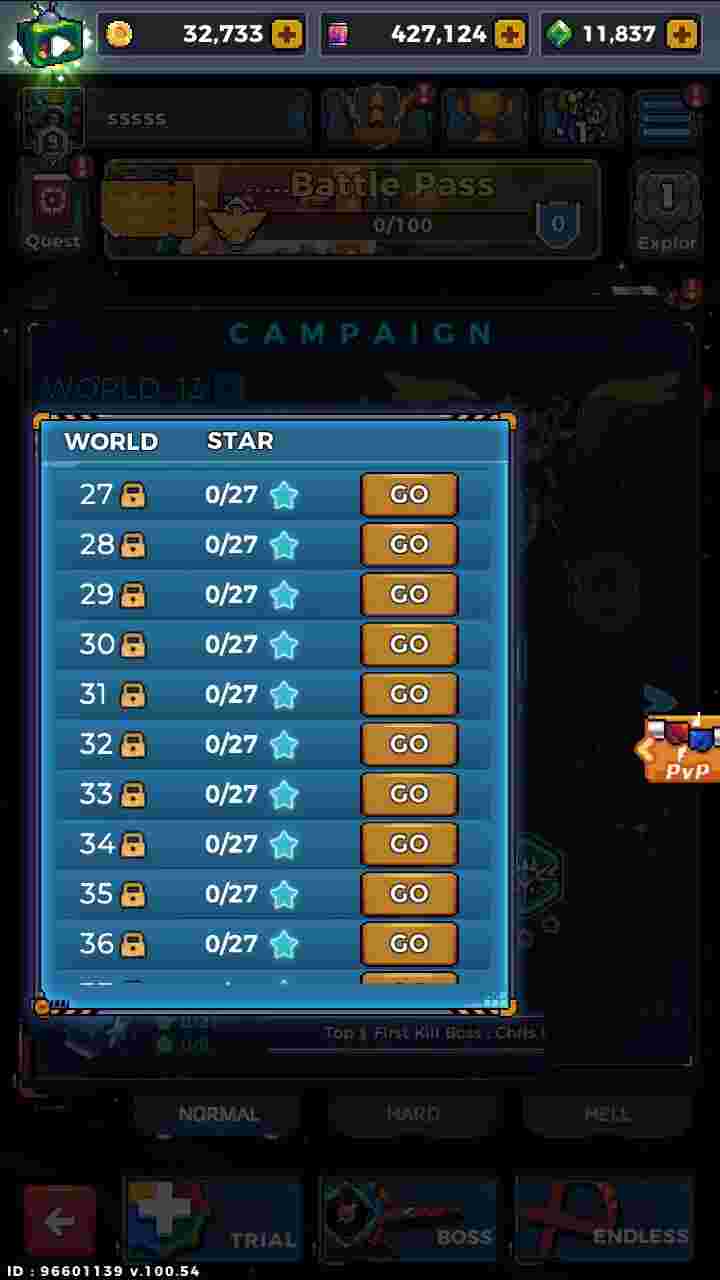 32,733 427,124 11,837
9 sssss 1
Battle Pass 1
Quest 0/100 0 Explor
CAMPAIGN
WORLD 13
WORLD STAR
27 0/27 GO
28 0/27 GO
29 0/27 GO
30 0/27 GO
31 0/27 GO
32 0/27 GO
33 0/27 GO
34 0/27 GO
35 0/27 GO
36 0/27 GO
PVP
Top 1 First Kill Boss : Chris
NORMAL HARD HELL
TRIAL BOSS ENDLESS
ID : 96601139 v.100.54